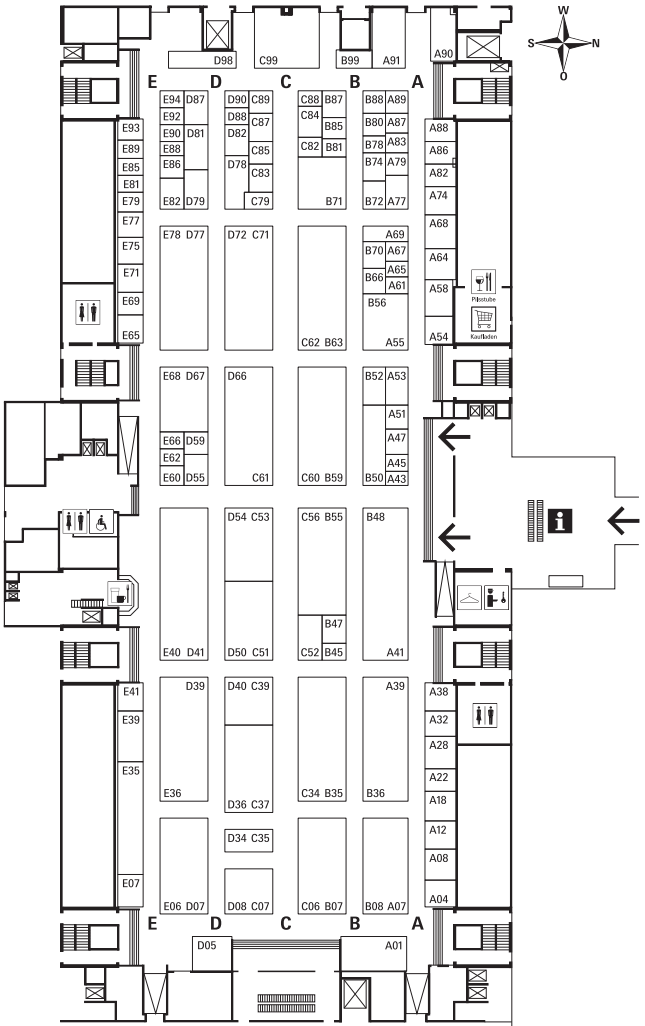 W
S N
O
D98 C99 B99 A91 A90
E D C B A
E94 D87 D90 C89 C88 B87 B88 A89
E92 D88 C87 C84 B80 A87
E93 E90 D81 D82 B85 B78 A83 A88
E89 E88 C85 C82 B81 A86
E85 E86 D78 C83 B74 A79 A82
E81
E79 E82 D79 C79 B71 B72 A77 A74
E77 E78 D77 D72 C71 A69 A68
E75 B70 A67
E71 B66 A65 A64
A61
E69 B56 A58
Pilsstube
E65 C62 B63 A55 A54
Kaufladen
E68 D67 D66 B52 A53
A51
E66 D59 A47
E62 A45
E60 D55 C61 C60 B59 B50 A43
i
D54 C53 C56 B55 B48
B47
E40 D41 D50 C51 C52 B45 A41
E41 D39 D40 C39 A39 A38
E39 A32
A28
E35 A22
E36 D36 C37 C34 B35 B36 A18
D34 C35 A12
A08
E07 A04
E06 D07 D08 C07 C06 B07 B08 A07
E D C B A
D05 A01